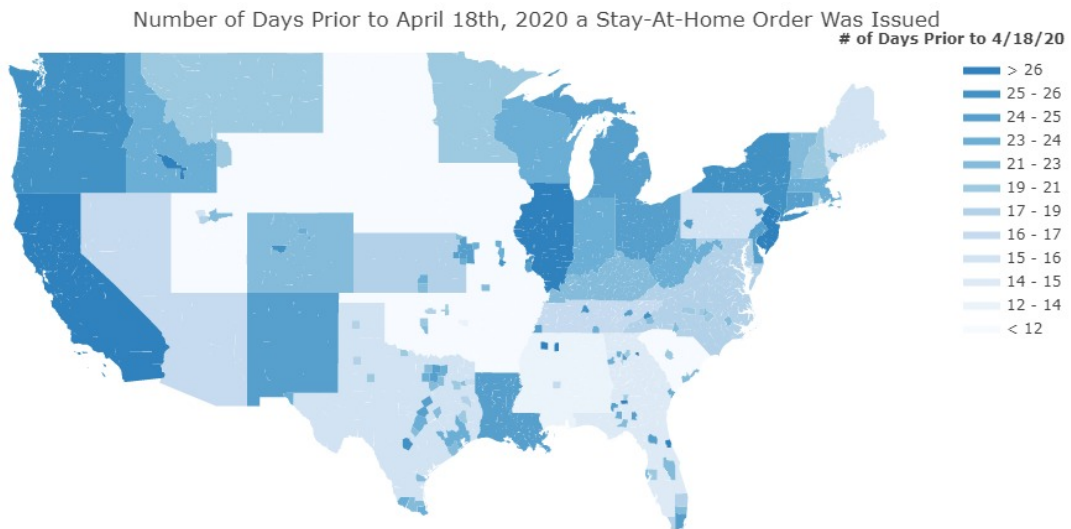 Number of Days Prior to April 18th, 2020 a Stay-At-Home Order Was Issued
# of Days Prior to 4/18/20
> 26
25 - 26
24 - 25
23 - 24
21 - 23
19 - 21
17 - 19
16 - 17
15 - 16
14 - 15
12 - 14
< 12